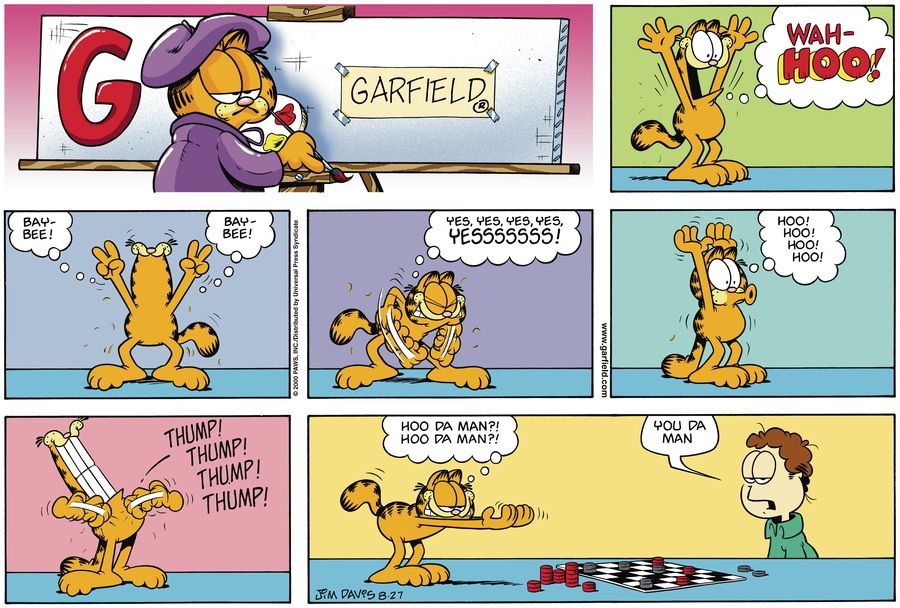 G
GARFIELD
®
WAH-
HOO!
BAY-
BEE!
BAY-
BEE!
© 2000 PAWS, INC./Distributed by Universal Press Syndicate
YES, YES, YES, YES,
YESSSSSSS!
www.garfield.com
HOO!
HOO!
HOO!
HOO!
THUMP!
THUMP!
THUMP!
THUMP!
HOO DA MAN?!
HOO DA MAN?!
YOU DA
MAN
JIM DAVIS 8-27